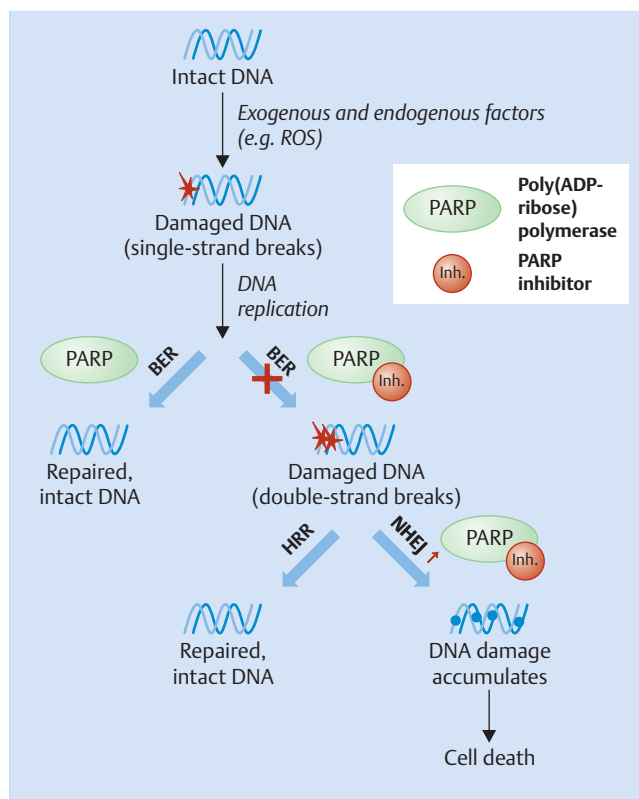 Intact DNA
Exogenous and endogenous factors
(e.g. ROS)
Damaged DNA
(single-strand breaks)
PARP
Poly(ADP-
ribose)
polymerase
Inh.
PARP
inhibitor
DNA
replication
PARP
BER
BER
PARP
Inh.
Repaired,
intact DNA
Damaged DNA
(double-strand breaks)
HRR
NHEJ
PARP
Inh.
Repaired,
intact DNA
DNA damage
accumulates
Cell death